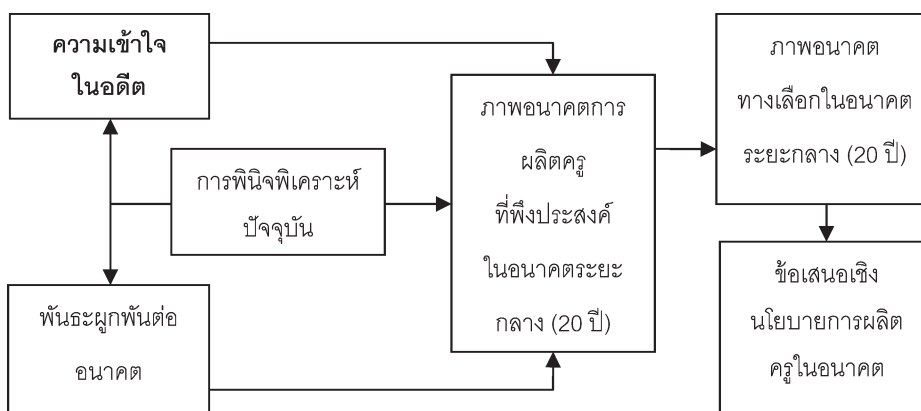 ความเข้าใจ
ในอดีต
การพินิจพิเคราะห์
ปัจจุบัน
พันธะผูกพันต่อ
อนาคต
ภาพอนาคตการ
ผลิตครู
ที่พึงประสงค์
ในอนาคตระยะ
กลาง (20 ปี)
ภาพอนาคต
ทางเลือกในอนาคต
ระยะกลาง (20 ปี)
ข้อเสนอเชิง
นโยบายการผลิต
ครูในอนาคต